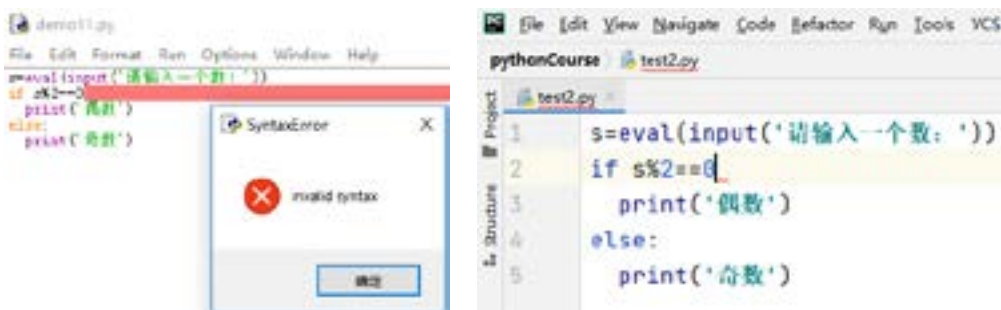 demo11.py
File Edit Format Run Options Window Help
s=eval(input('请输入一个数:'))
if s%2==0
print('偶数')
else:
print('奇数')
SyntaxError
×
invalid syntax
确定
File Edit View Navigate Code Refactor Run Tools VCS
pythonCourse test2.py
Project
test2.py ×
1 s=eval(input('请输入一个数:'))
2 if s%2==0
3 print('偶数')
4 else:
5 print('奇数')
Structure